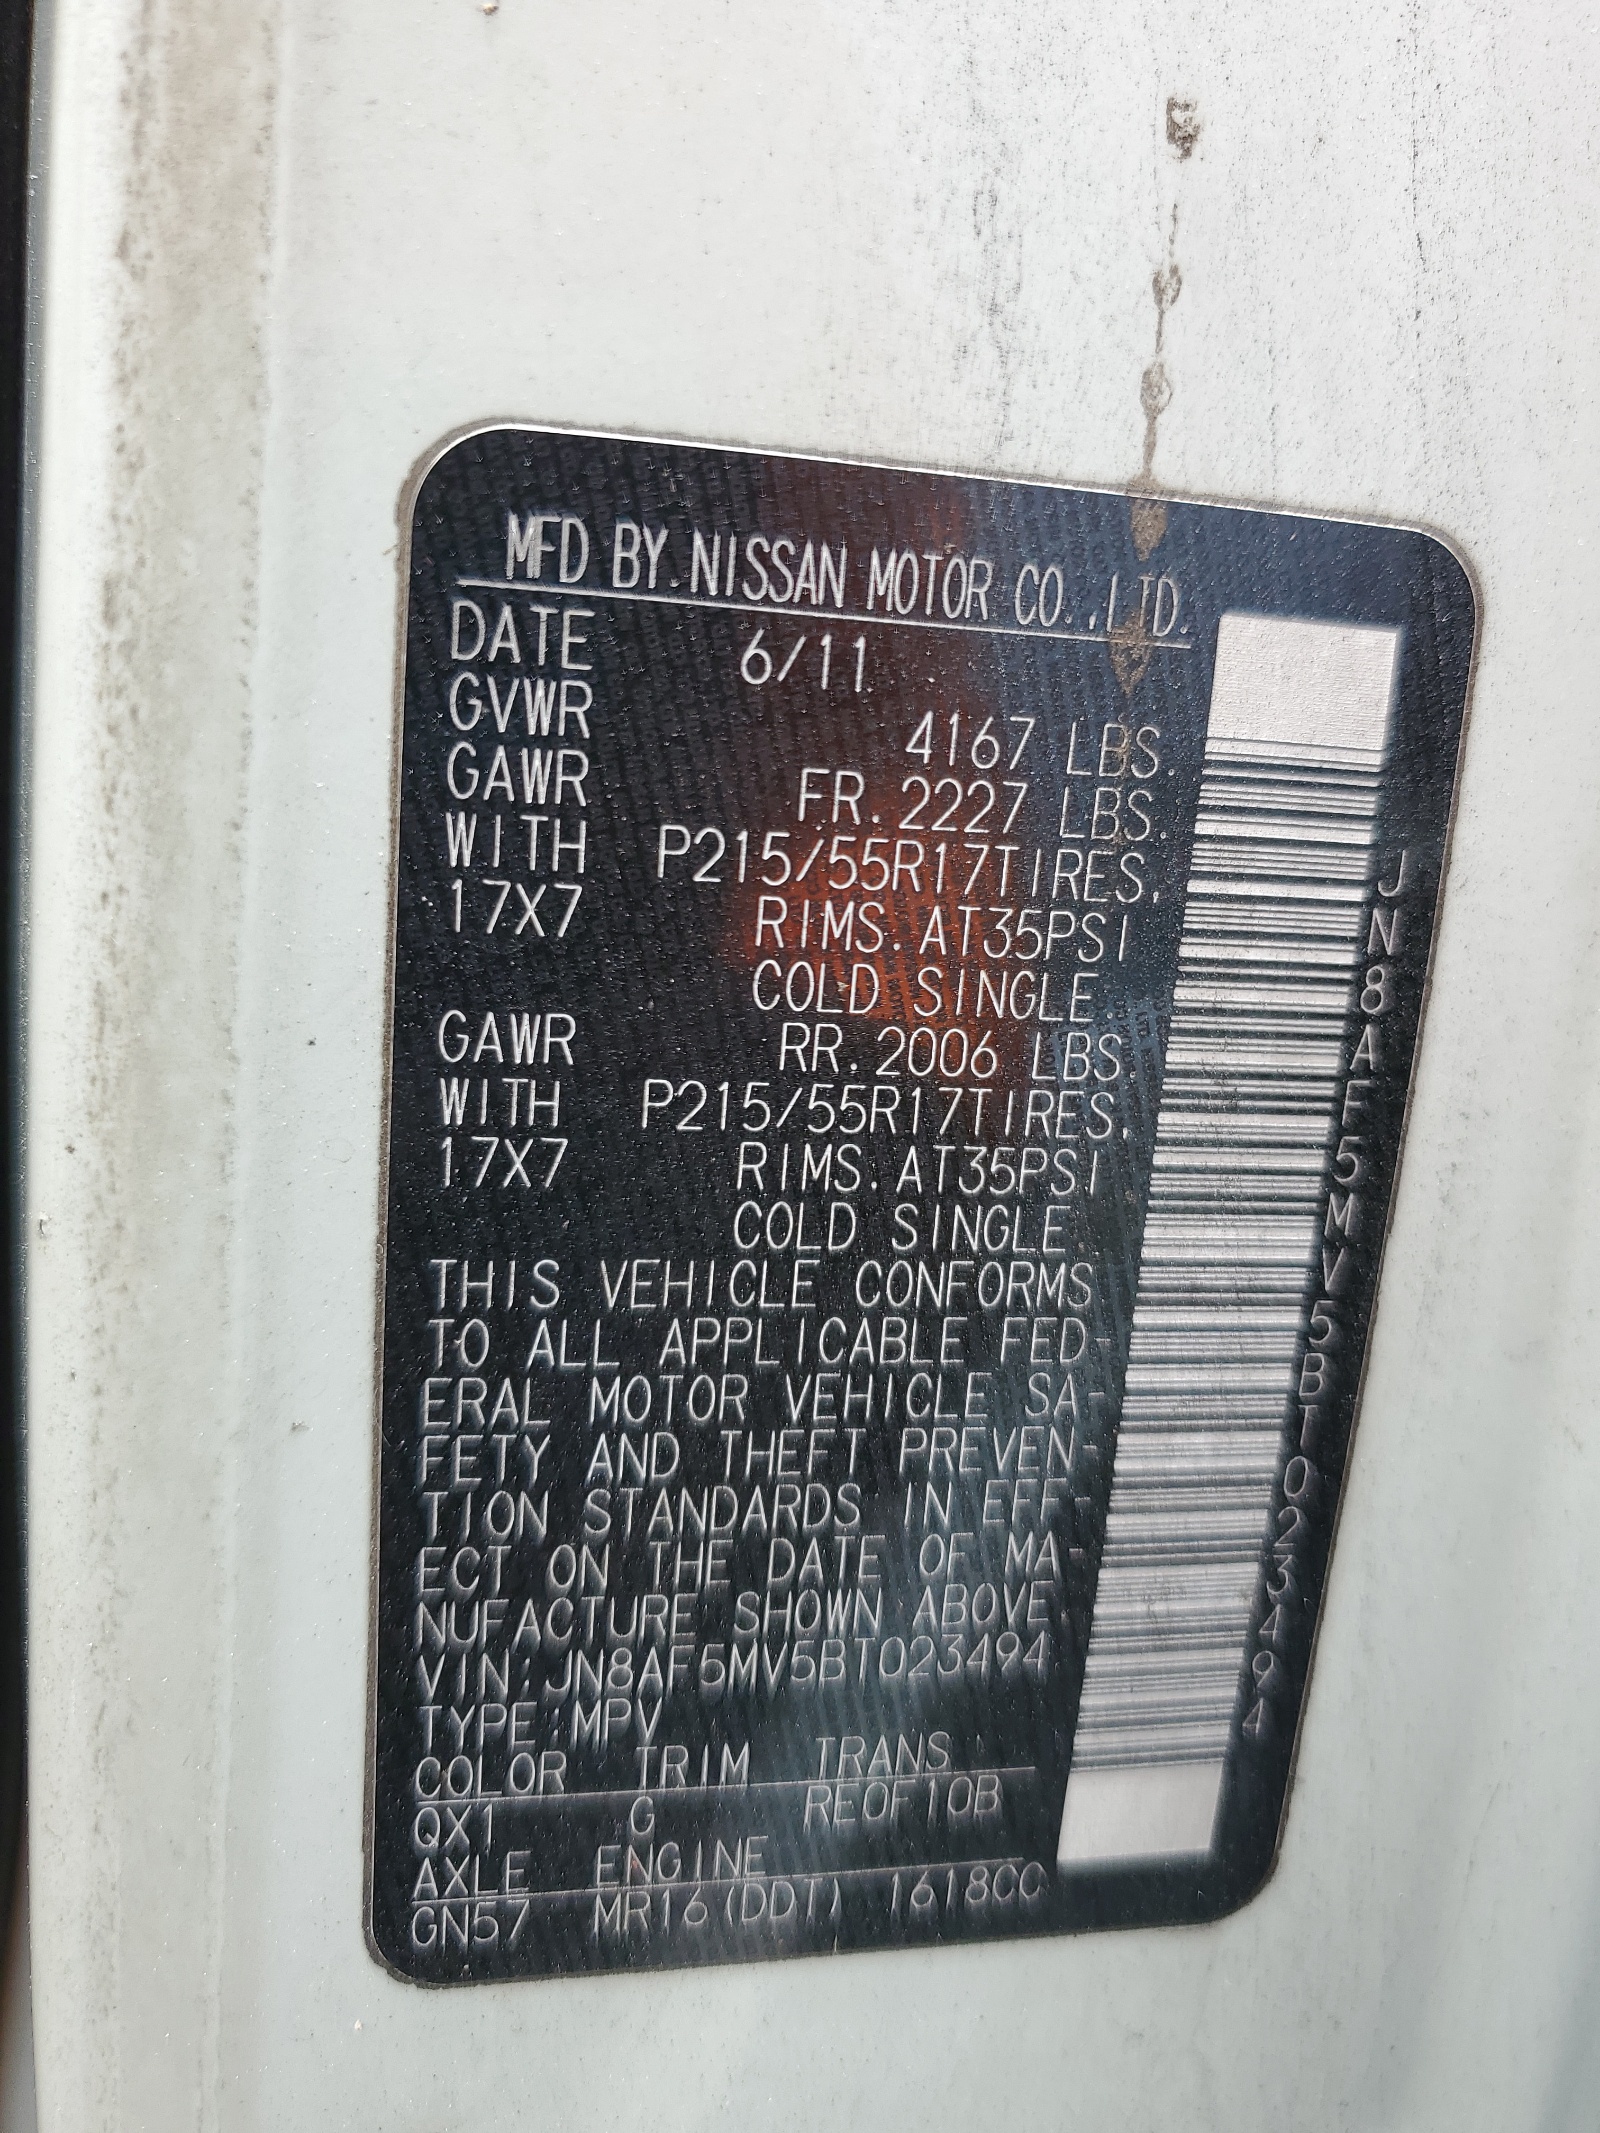 MFD BY NISSAN MOTOR CO.,LTD.
DATE 6/11
GVWR 4167 LBS.
GAWR FR. 2227 LBS.
WITH P215/55R17TIRES,
17X7 RIMS. AT35PSI
COLD SINGLE
GAWR RR. 2006 LBS
WITH P215/55R17TIRES,
17X7 RIMS. AT35PSI
COLD SINGLE
THIS VEHICLE CONFORMS
TO ALL APPLICABLE FED-
ERAL MOTOR VEHICLE SA-
FETY AND THEFT PREVEN-
TION STANDARDS IN EFF-
ECT ON THE DATE OF MA-
NUFACTURE SHOWN ABOVE
VIN:JN8AF5MV5BT023494
TYPE:MPV
COLOR TRIM TRANS
QX1 G RE0F10B
AXLE ENGINE
GN57 MR16(DDT) 1618CC
JN8AF5MV5BT023494